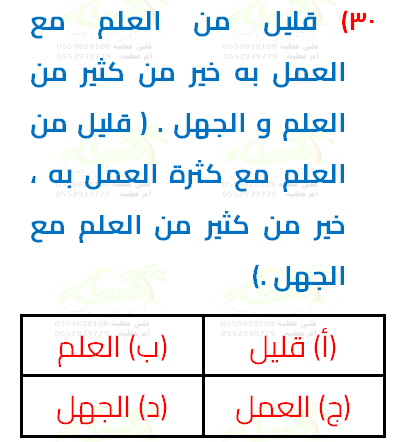 ٣٠) قليل من العلم مع
العمل به خير من كثير من
العلم و الجهل . ( قليل من
العلم مع كثرة العمل به ،
خير من كثير من العلم مع
الجهل .)
(أ) قليل
(ب) العلم
(ج) العمل
(د) الجهل